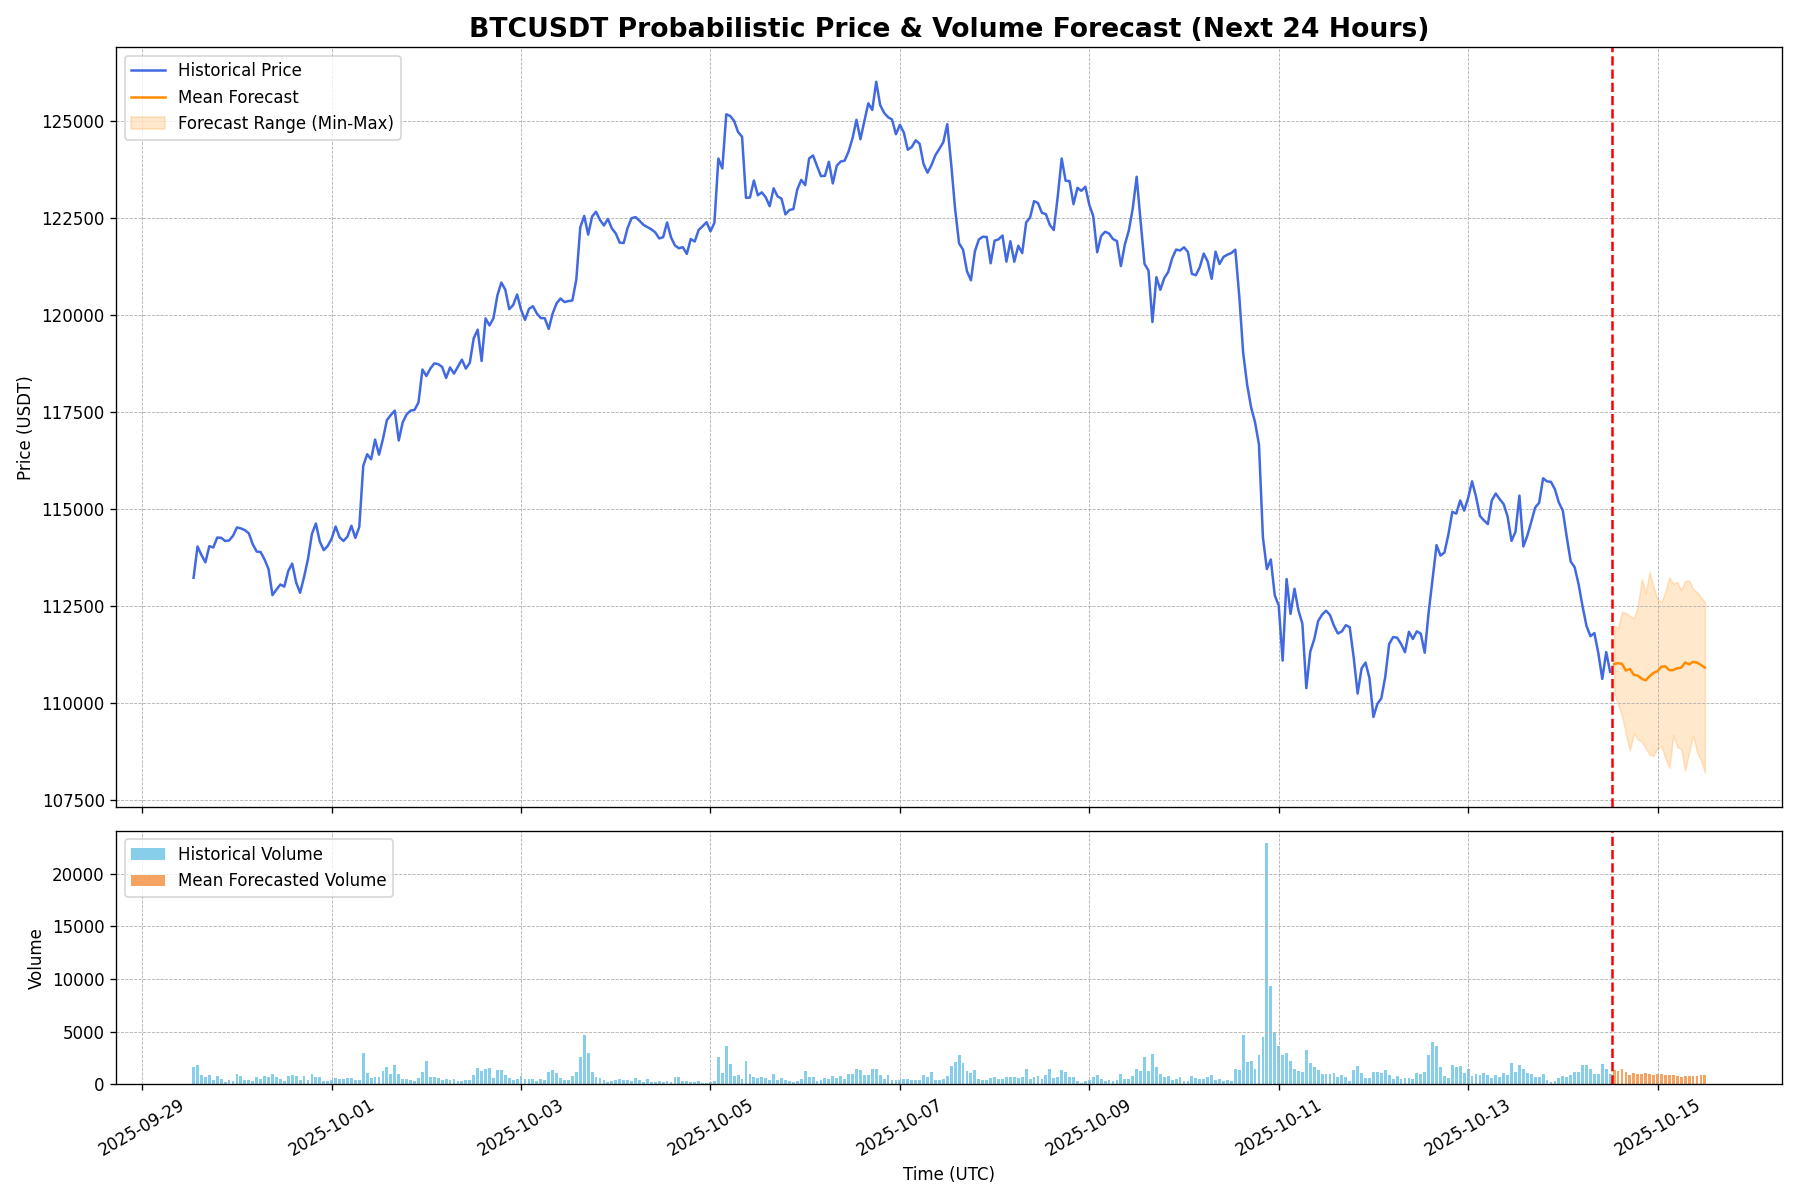 BTCUSDT Probabilistic Price & Volume Forecast (Next 24 Hours)
Historical Price
Mean Forecast
Forecast Range (Min-Max)
Price (USDT)
125000
122500
120000
117500
115000
112500
110000
107500
Historical Volume
Mean Forecasted Volume
Volume
20000
15000
10000
5000
0
2025-09-29
2025-10-01
2025-10-03
2025-10-05
2025-10-07
2025-10-09
2025-10-11
2025-10-13
2025-10-15
Time (UTC)